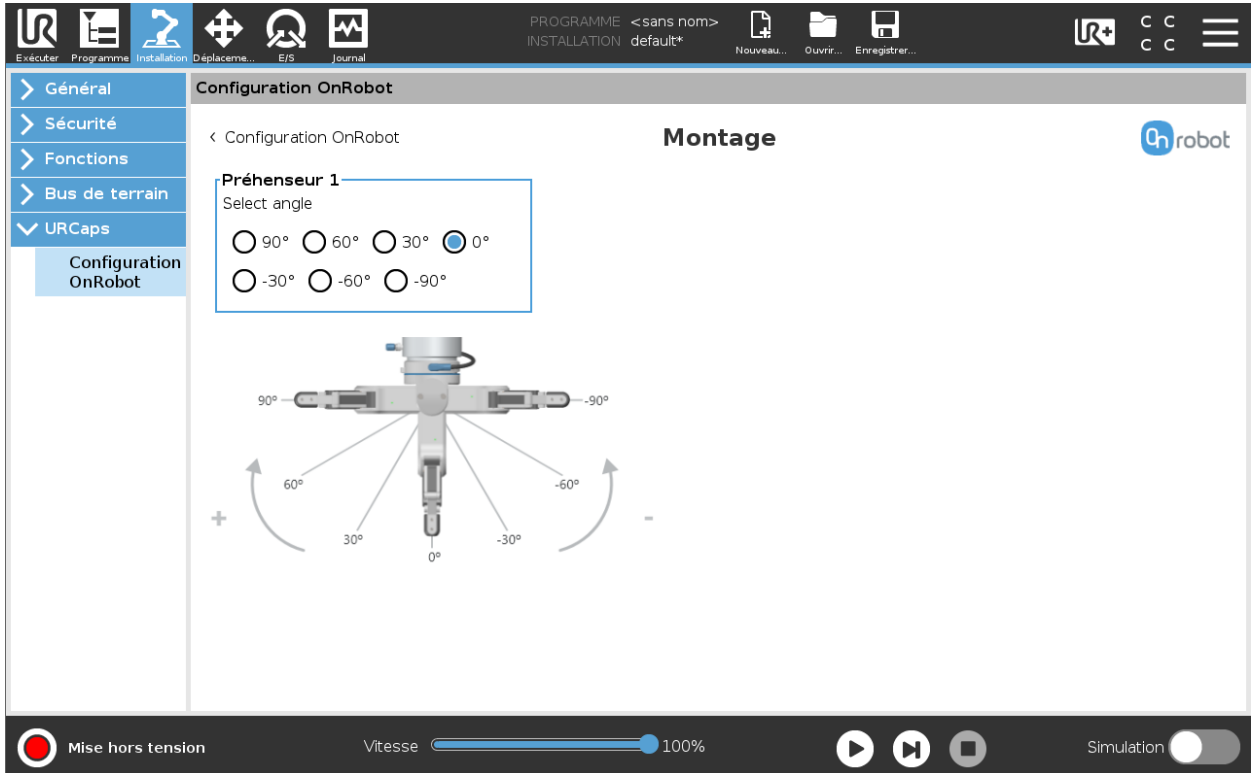 PROGRAMME <sans nom>
INSTALLATION default*
Exécuter
Programme
Installation
Déplaceme...
E/S
Journal
Nouveau...
Ouvrir...
Enregistrer...
UR+
C C
C C
Général
Sécurité
Fonctions
Bus de terrain
URCaps
Configuration
OnRobot
Configuration OnRobot
< Configuration OnRobot
Montage
On robot
Préhenseur 1
Select angle
90° 60° 30° 0°
-30° -60° -90°
90°
-90°
60°
-60°
+
-
30°
-30°
0°
Mise hors tension
Vitesse
100%
Simulation